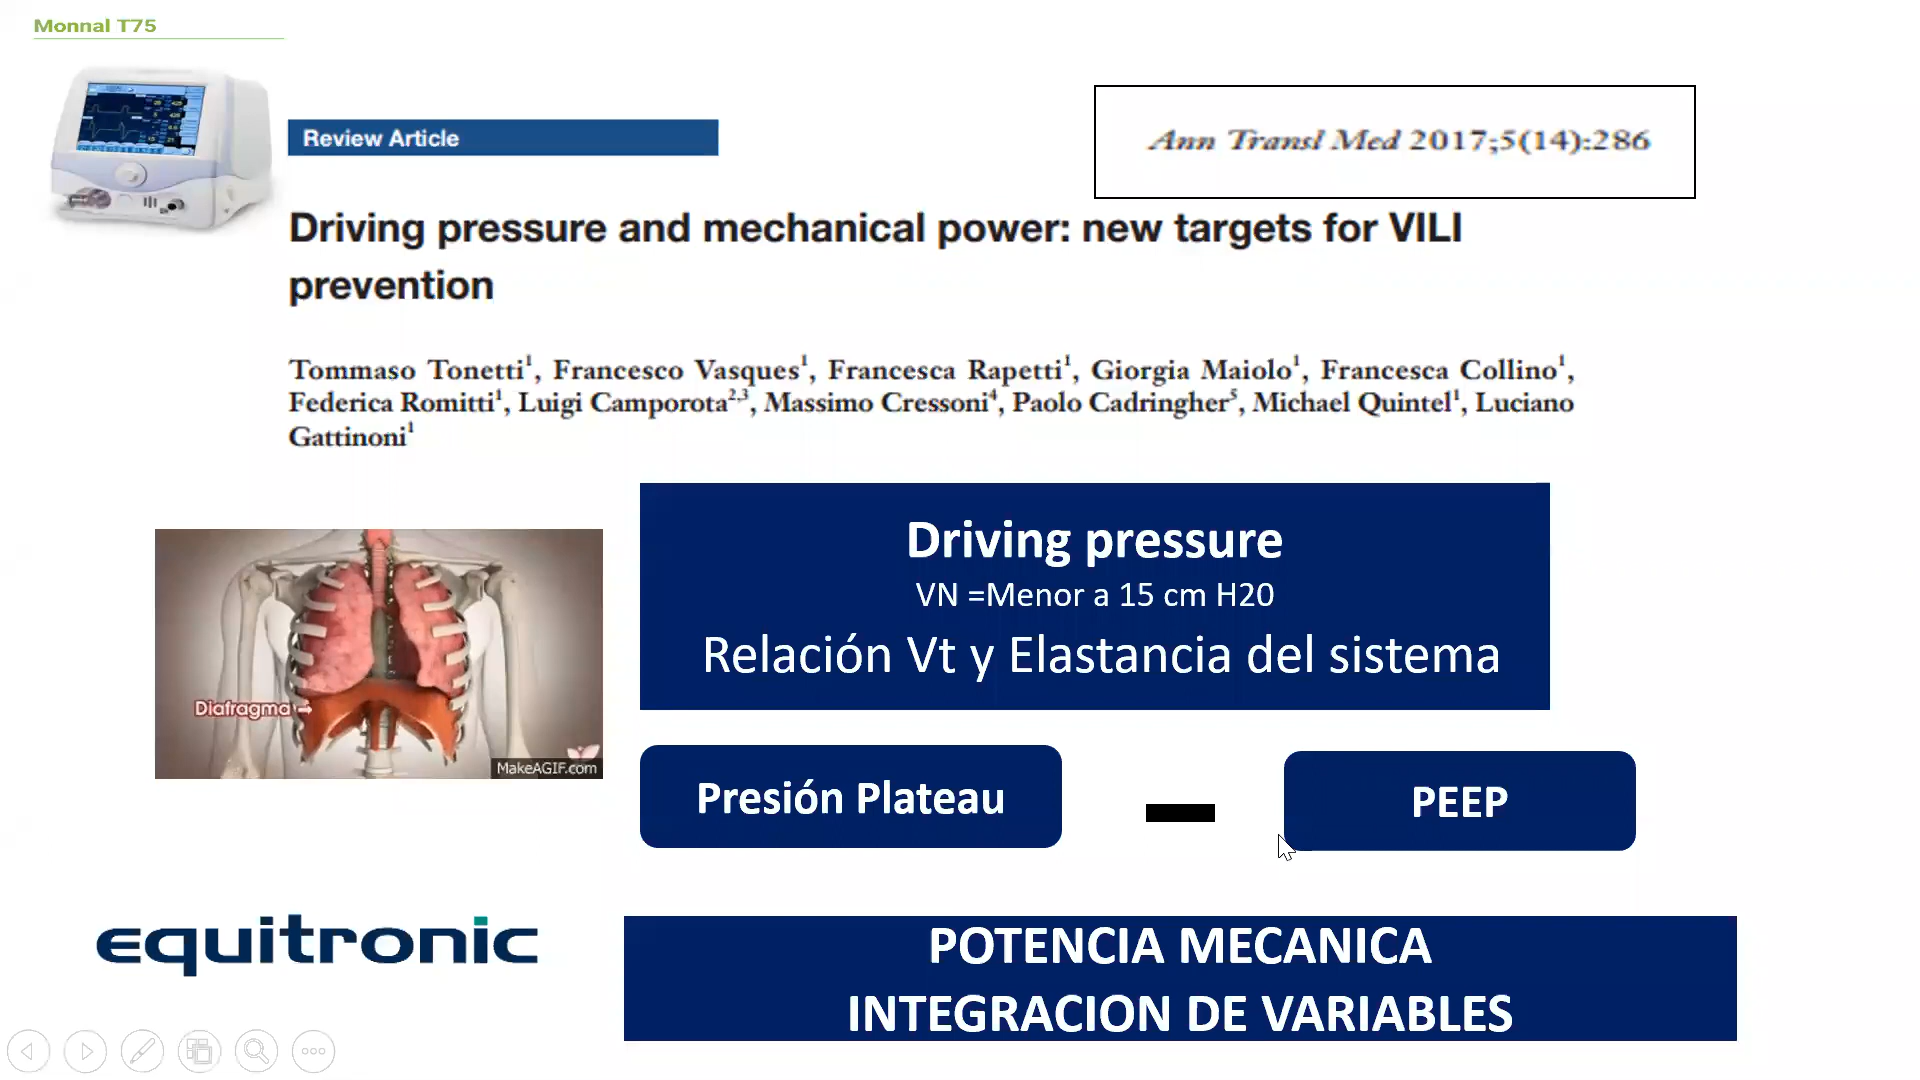 Monnal T75
Review Article
Ann Transl Med 2017;5(14):286
Driving pressure and mechanical power: new targets for VILI
prevention
Tommaso Tonetti1, Francesco Vasques1, Francesca Rapetti1, Giorgia Maiolo1, Francesca Collino1,
Federica Romitti1, Luigi Camporota2,3, Massimo Cressoni4, Paolo Cadringher5, Michael Quintel1, Luciano
Gattinoni1
Driving pressure
VN =Menor a 15 cm H20
Relación Vt y Elastancia del sistema
Diafragma
MakeAGIF.com
Presión Plateau
PEEP
equitronic
POTENCIA MECANICA
INTEGRACION DE VARIABLES